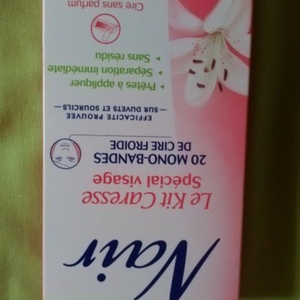 Nair
Le Kit Caresse
Spécial visage
20 MONO-BANDES
DE CIRE FROIDE
EFFICACITÉ PROUVÉE
— SUR DUVETS ET SOURCILS —
• Prêtes à appliquer
• Séparation immédiate
• Sans résidu
Cire sans parfum